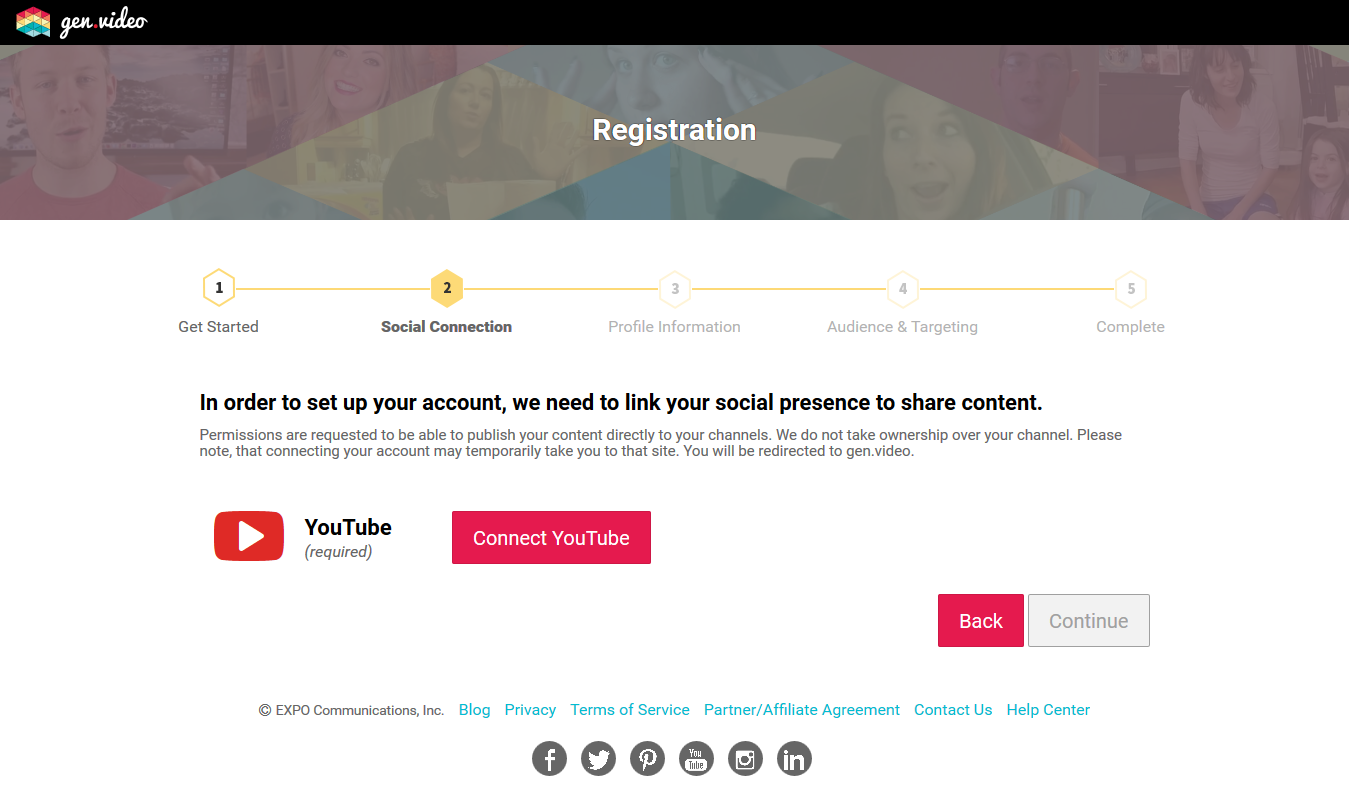 gen.video
Registration
1
2
3
4
5
Get Started
Social Connection
Profile Information
Audience & Targeting
Complete
In order to set up your account, we need to link your social presence to share content.
Permissions are requested to be able to publish your content directly to your channels. We do not take ownership over your channel. Please
note, that connecting your account may temporarily take you to that site. You will be redirected to gen.video.
YouTube
(required)
Connect YouTube
Back
Continue
© EXPO Communications, Inc. Blog Privacy Terms of Service Partner/Affiliate Agreement Contact Us Help Center
You
Tube